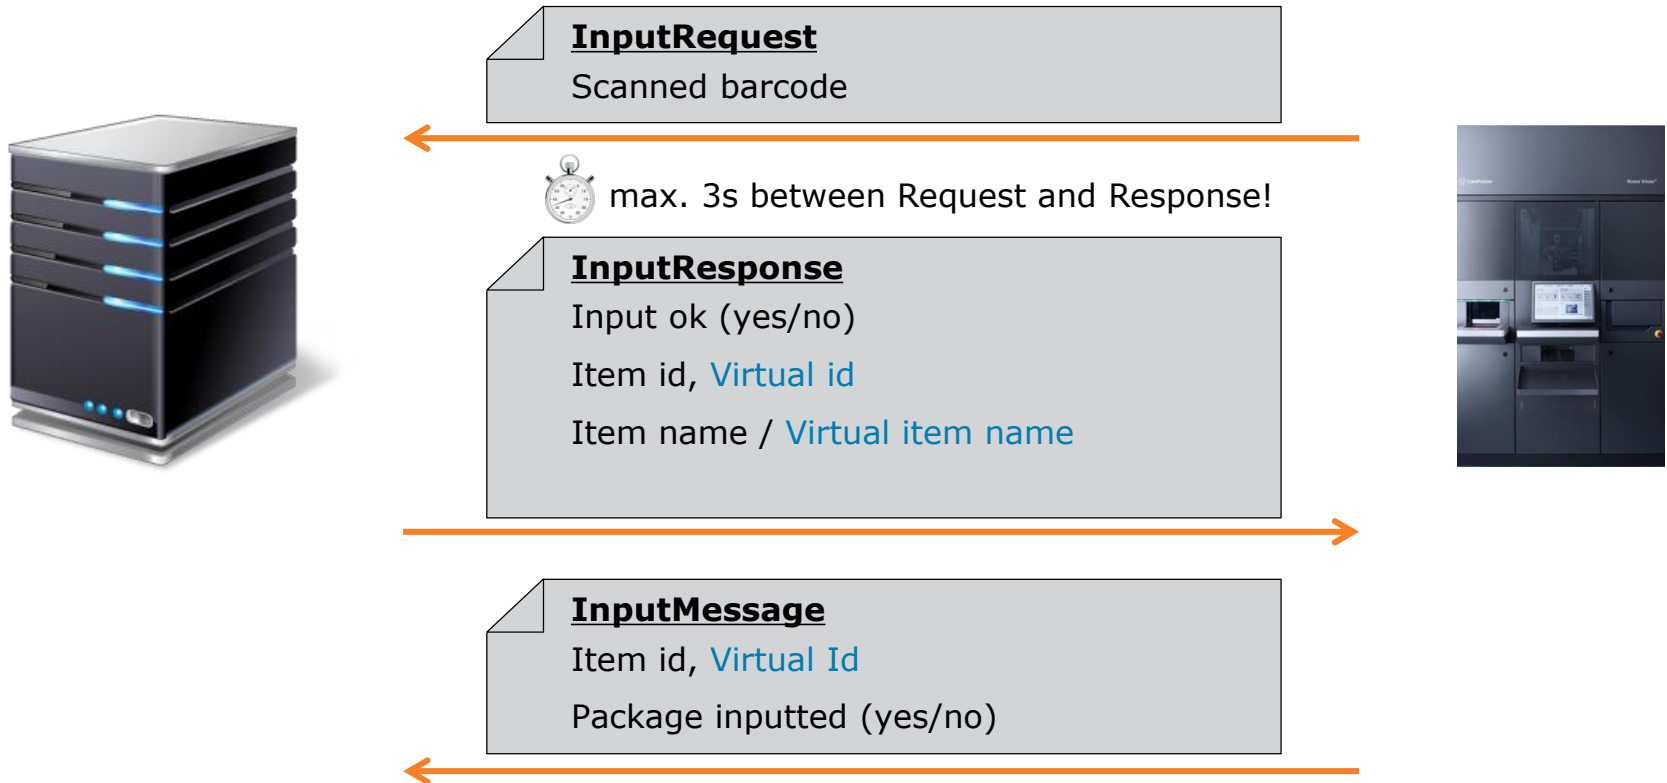 InputRequest
Scanned barcode
max. 3s between Request and Response!
InputResponse
Input ok (yes/no)
Item id, Virtual id
Item name / Virtual item name
InputMessage
Item id, Virtual Id
Package inputted (yes/no)